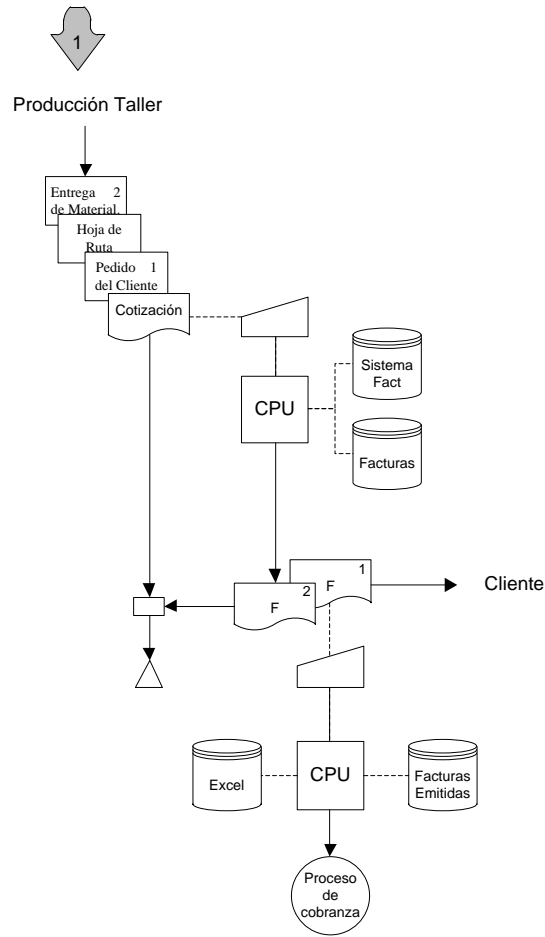 1
Producción Taller
Entrega 2
de Material.
Hoja de
Ruta
Pedido 1
del Cliente
Cotización
Sistema
Fact
CPU
Facturas
1
F
Cliente
2
F
Excel
CPU
Facturas
Emitidas
Proceso
de
cobranza